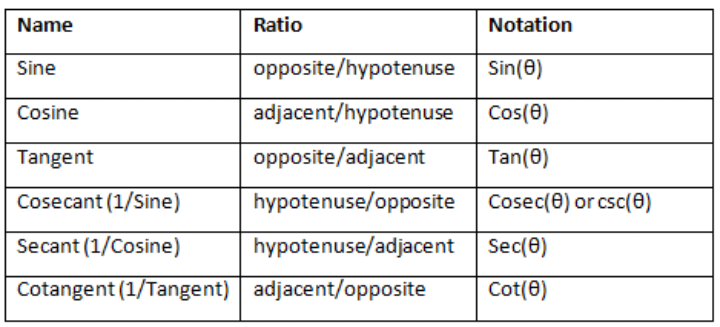 Name Ratio Notation
Sine opposite/hypotenuse Sin(θ)
Cosine adjacent/hypotenuse Cos(θ)
Tangent opposite/adjacent Tan(θ)
Cosecant (1/Sine) hypotenuse/opposite Cosec(θ) or csc(θ)
Secant (1/Cosine) hypotenuse/adjacent Sec(θ)
Cotangent (1/Tangent) adjacent/opposite Cot(θ)